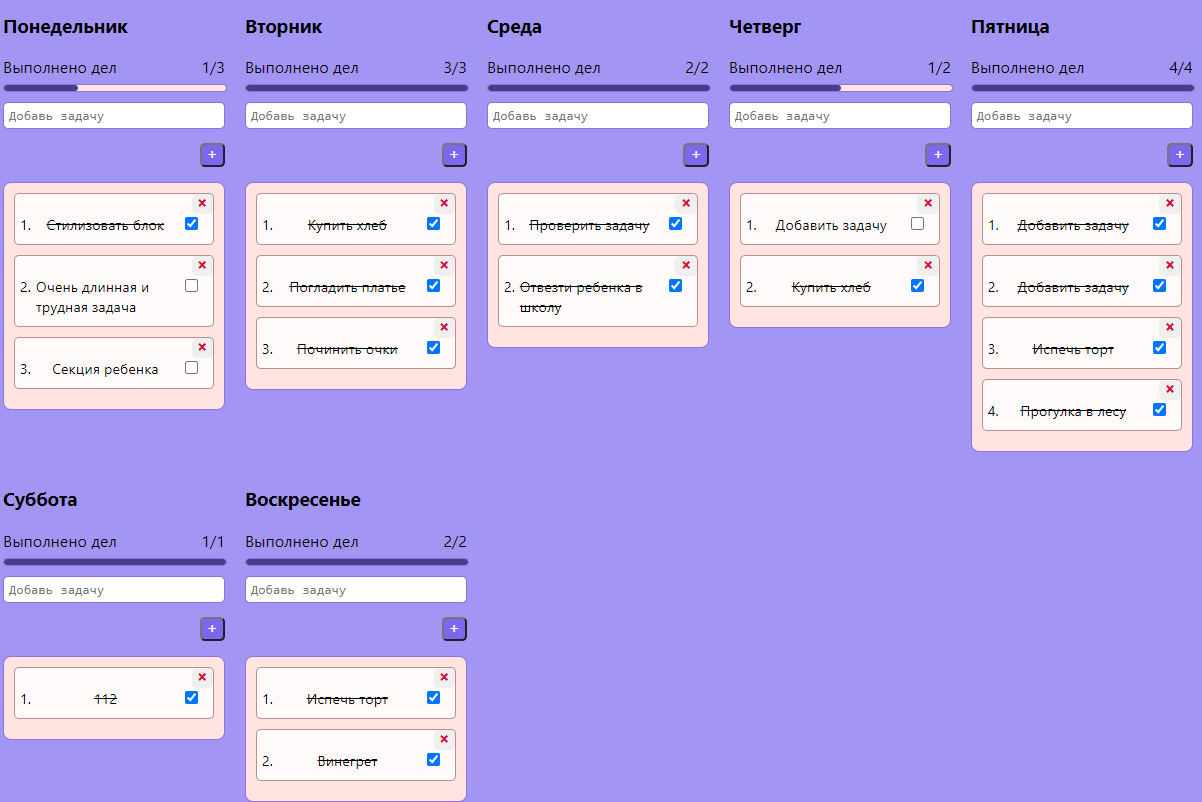 Понедельник
Выполнено дел 1/3
Добавь задачу
+
×
1. Стилизовать блок
×
2. Очень длинная и
трудная задача
×
3. Секция ребенка
Вторник
Выполнено дел 3/3
Добавь задачу
+
×
1. Купить хлеб
×
2. Погладить платье
×
3. Починить очки
Среда
Выполнено дел 2/2
Добавь задачу
+
×
1. Проверить задачу
×
2. Отвезти ребенка в
школу
Четверг
Выполнено дел 1/2
Добавь задачу
+
×
1. Добавить задачу
×
2. Купить хлеб
Пятница
Выполнено дел 4/4
Добавь задачу
+
×
1. Добавить задачу
×
2. Добавить задачу
×
3. Испечь торт
×
4. Прогулка в лесу
Суббота
Выполнено дел 1/1
Добавь задачу
+
×
1. 112
Воскресенье
Выполнено дел 2/2
Добавь задачу
+
×
1. Испечь торт
×
2. Винегрет